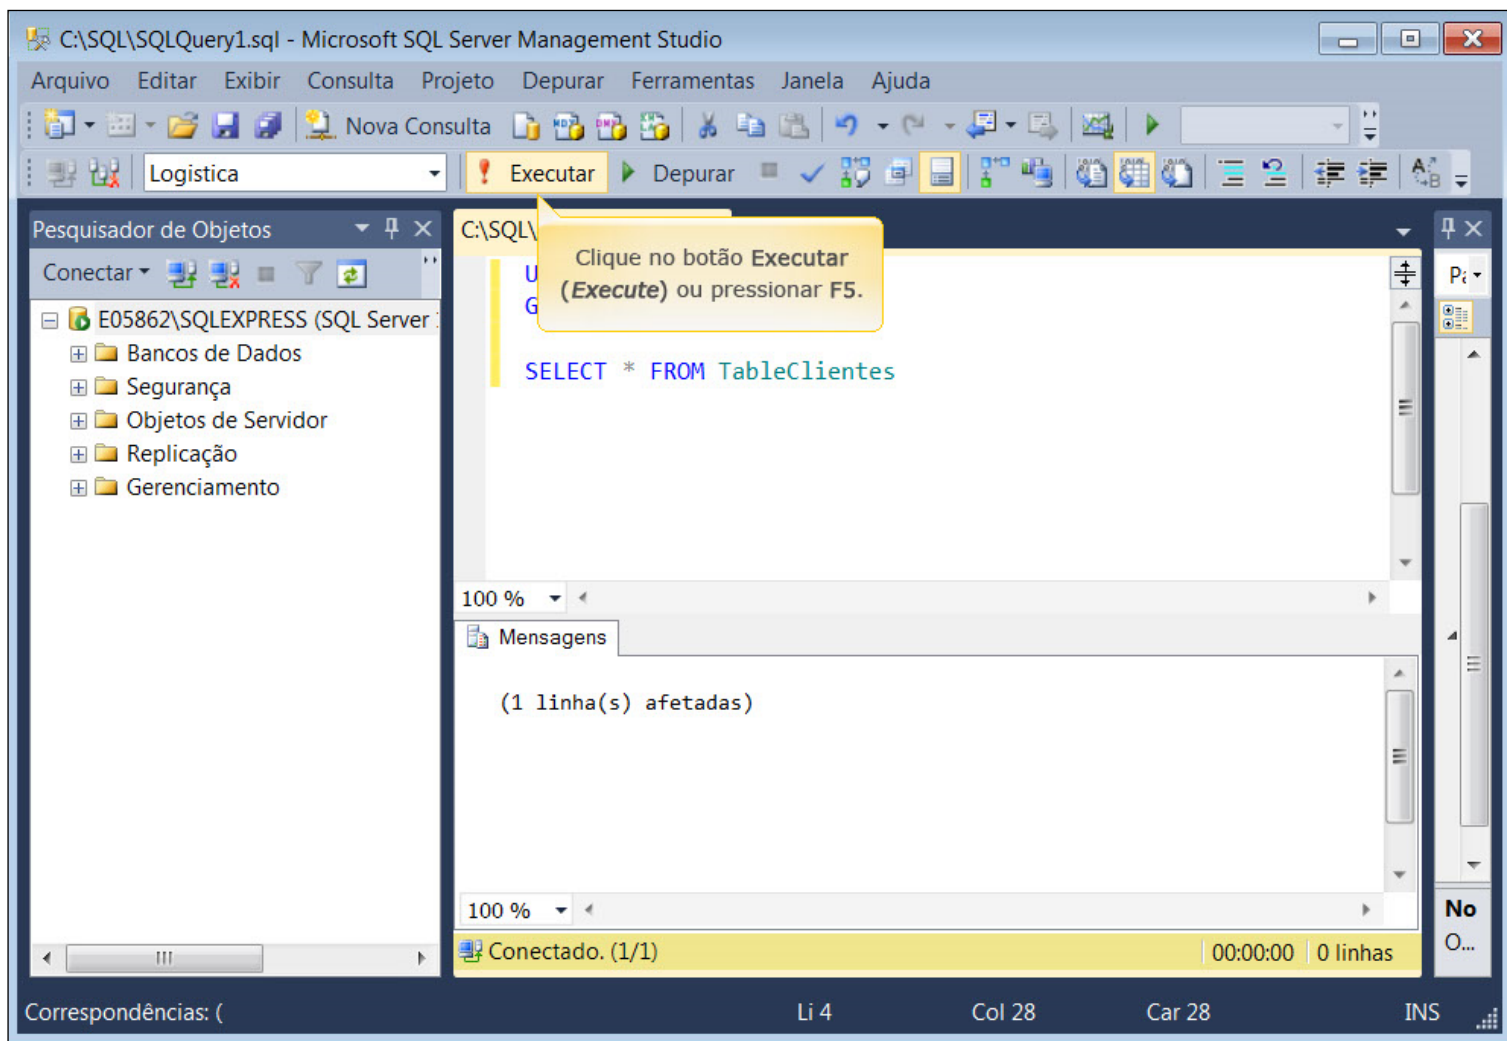 C:\SQL\SQLQuery1.sql - Microsoft SQL Server Management Studio
Arquivo Editar Exibir Consulta Projeto Depurar Ferramentas Janela Ajuda
Nova Consulta
Logistica Executar Depurar
Pesquisador de Objetos
Conectar
E05862\SQLEXPRESS (SQL Server
Bancos de Dados
Segurança
Objetos de Servidor
Replicação
Gerenciamento
C:\SQL\
Clique no botão Executar
(Execute) ou pressionar F5.
U
G
SELECT * FROM TableClientes
100 %
Mensagens
(1 linha(s) afetadas)
100 %
Conectado. (1/1) 00:00:00 0 linhas
No
O...
Correspondências: ( Li 4 Col 28 Car 28 INS